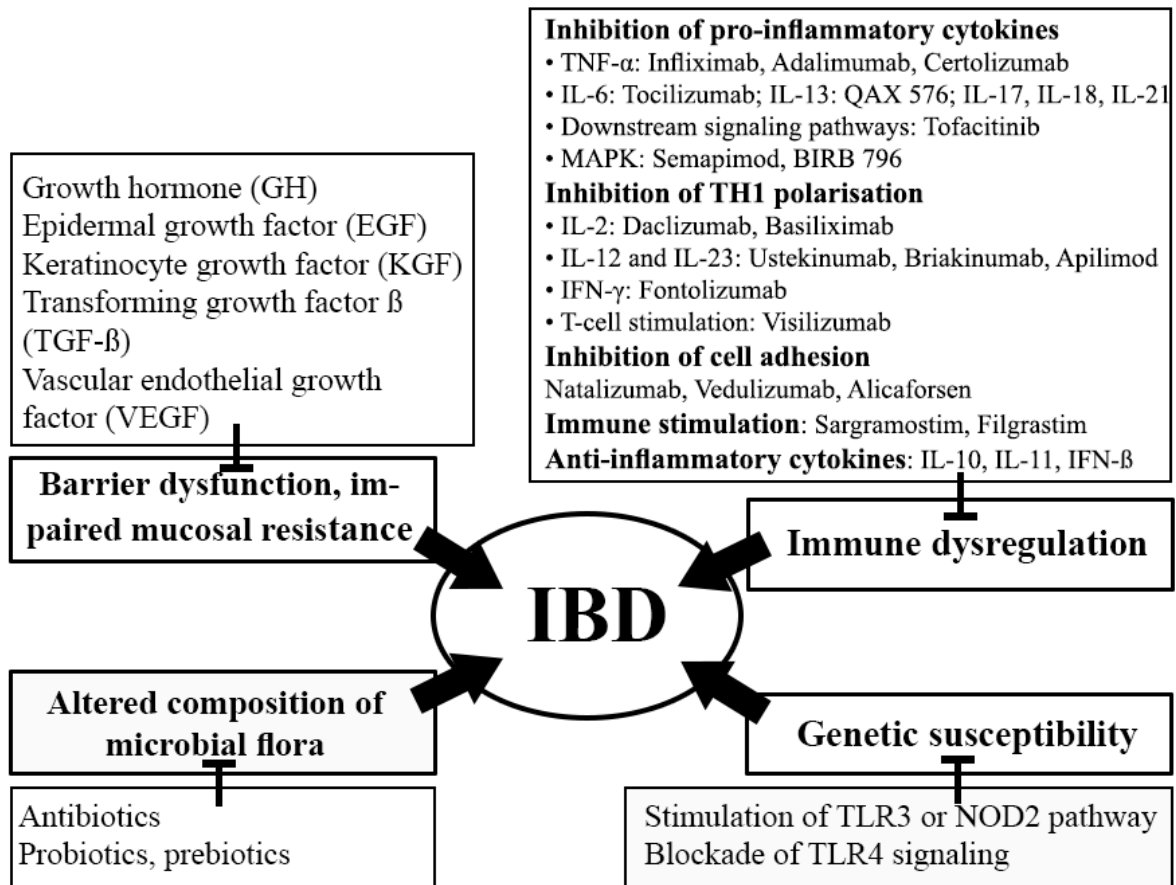 Growth hormone (GH)
Epidermal growth factor (EGF)
Keratinocyte growth factor (KGF)
Transforming growth factor ß
(TGF-ß)
Vascular endothelial growth
factor (VEGF)
Barrier dysfunction, im-
paired mucosal resistance
Inhibition of pro-inflammatory cytokines
• TNF-α: Infliximab, Adalimumab, Certolizumab
• IL-6: Tocilizumab; IL-13: QAX 576; IL-17, IL-18, IL-21
• Downstream signaling pathways: Tofacitinib
• MAPK: Semapimod, BIRB 796
Inhibition of TH1 polarisation
• IL-2: Daclizumab, Basiliximab
• IL-12 and IL-23: Ustekinumab, Briakinumab, Apilimod
• IFN-γ: Fontolizumab
• T-cell stimulation: Visilizumab
Inhibition of cell adhesion
Natalizumab, Vedulizumab, Alicaforsen
Immune stimulation: Sargramostim, Filgrastim
Anti-inflammatory cytokines: IL-10, IL-11, IFN-ß
Immune dysregulation
IBD
Altered composition of
microbial flora
Antibiotics
Probiotics, prebiotics
Genetic susceptibility
Stimulation of TLR3 or NOD2 pathway
Blockade of TLR4 signaling